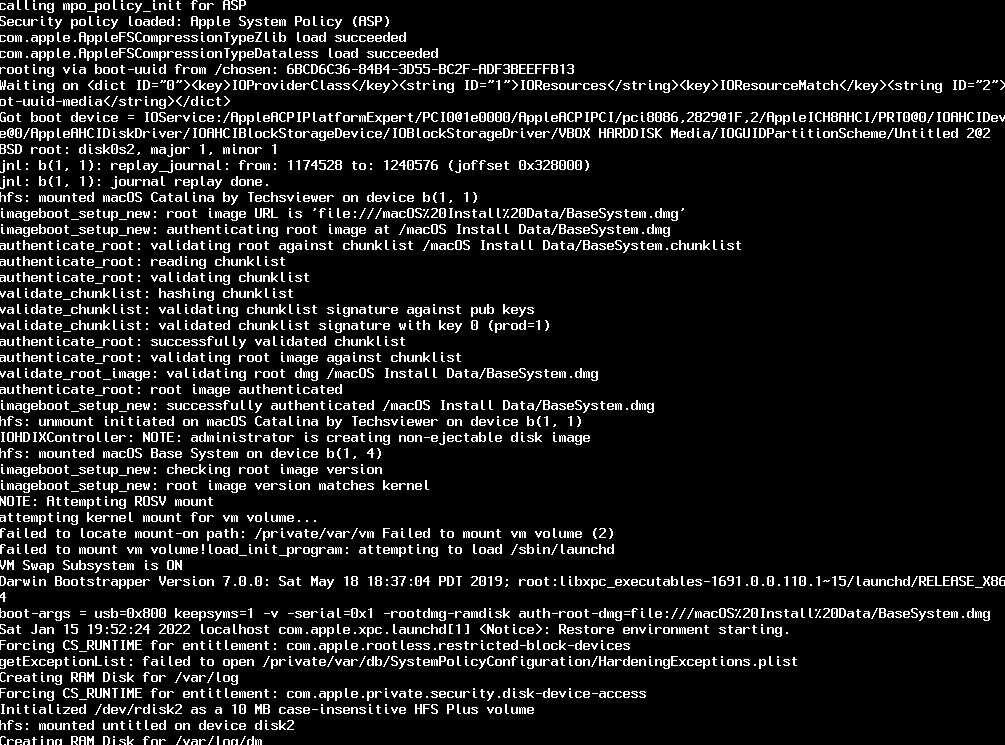 calling mpo_policy_init for ASP
Security policy loaded: Apple System Policy (ASP)
com.apple.AppleFSCompressionTypeZlib load succeeded
com.apple.AppleFSCompressionTypeDataless load succeeded
rooting via boot-uuid from /chosen: 6BCD6C36-84B4-3D55-BC2F-ADF3BEEFFB13
Waiting on <dict ID="0"><key>IOProviderClass</key><string ID="1">IOResources</string><key>IOResourceMatch</key><string ID="2">
ot-uuid-media</string></dict>
Got boot device = IOService:/AppleACPIPlatformExpert/PCI0@1e0000/AppleACPIPCI/pci8086,2829@1F,2/AppleICH8AHCI/PRT0@0/IOAHCIDev
e@0/AppleAHCIDiskDriver/IOAHCIBlockStorageDevice/IOBlockStorageDriver/VBOX HARDDISK Media/IOGUIDPartitionScheme/Untitled 2@2
BSD root: disk0s2, major 1, minor 1
jnl: b(1, 1): replay_journal: from: 1174528 to: 1240576 (joffset 0x328000)
jnl: b(1, 1): journal replay done.
hfs: mounted macOS Catalina by Techsviewer on device b(1, 1)
imageboot_setup_new: root image URL is 'file:///macOS%20Install%20Data/BaseSystem.dmg'
imageboot_setup_new: authenticating root image at /macOS Install Data/BaseSystem.dmg
authenticate_root: validating root against chunklist /macOS Install Data/BaseSystem.chunklist
authenticate_root: reading chunklist
authenticate_root: validating chunklist
validate_chunklist: hashing chunklist
validate_chunklist: validating chunklist signature against pub keys
validate_chunklist: validated chunklist signature with key 0 (prod=1)
authenticate_root: successfully validated chunklist
authenticate_root: validating root image against chunklist
validate_root_image: validating root dmg /macOS Install Data/BaseSystem.dmg
authenticate_root: root image authenticated
imageboot_setup_new: successfully authenticated /macOS Install Data/BaseSystem.dmg
hfs: unmount initiated on macOS Catalina by Techsviewer on device b(1, 1)
IOHDIXController: NOTE: administrator is creating non-ejectable disk image
hfs: mounted macOS Base System on device b(1, 4)
imageboot_setup_new: checking root image version
imageboot_setup_new: root image version matches kernel
NOTE: Attempting ROSV mount
attempting kernel mount for vm volume...
failed to locate mount-on path: /private/var/vm Failed to mount vm volume (2)
failed to mount vm volume!load_init_program: attempting to load /sbin/launchd
VM Swap Subsystem is ON
Darwin Bootstrapper Version 7.0.0: Sat May 18 18:37:04 PDT 2019; root:libxpc_executables-1691.0.0.110.1~15/launchd/RELEASE_X86
4
boot-args = usb=0x800 keepsyms=1 -v -serial=0x1 -rootdmg-ramdisk auth-root-dmg=file:///macOS%20Install%20Data/BaseSystem.dmg
Sat Jan 15 19:52:24 2022 localhost com.apple.xpc.launchd[1] <Notice>: Restore environment starting.
Forcing CS_RUNTIME for entitlement: com.apple.rootless.restricted-block-devices
getExceptionList: failed to open /private/var/db/SystemPolicyConfiguration/HardeningExceptions.plist
Creating RAM Disk for /var/log
Forcing CS_RUNTIME for entitlement: com.apple.private.security.disk-device-access
Initialized /dev/rdisk2 as a 10 MB case-insensitive HFS Plus volume
hfs: mounted untitled on device disk2
Creating RAM Disk for /var/log/dm